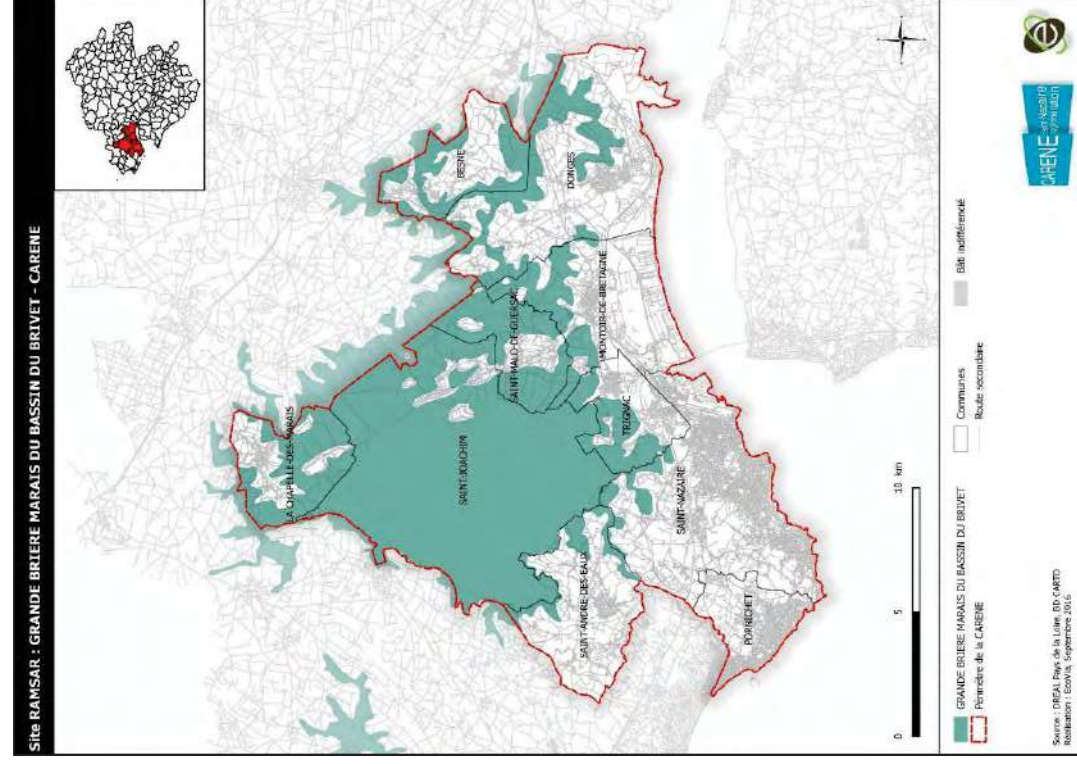 Site RAMSAR : GRANDE BRIERE MARAIS DU BASSIN DU BRIVET - CARENE
LA CHAPELLE-DES-MARAIS
SAINT-JOACHIM
SAINT-MALO-DE-GUERSAC
BESNE
DONGES
MONTOIR-DE-BRETAGNE
TRIGNAC
SAINT-NAZAIRE
SAINT-ANDRE-DES-EAUX
PORNICHET
0 5 10 km
GRANDE BRIERE MARAIS DU BASSIN DU BRIVET
Périmètre de la CARENE
Communes
Route secondaire
Bâti indifférencié
Source : DREAL Pays de la Loire, BD CARTO
Réalisation : EcoVia, Septembre 2016
CARENE
Saint-Nazaire
agglomération